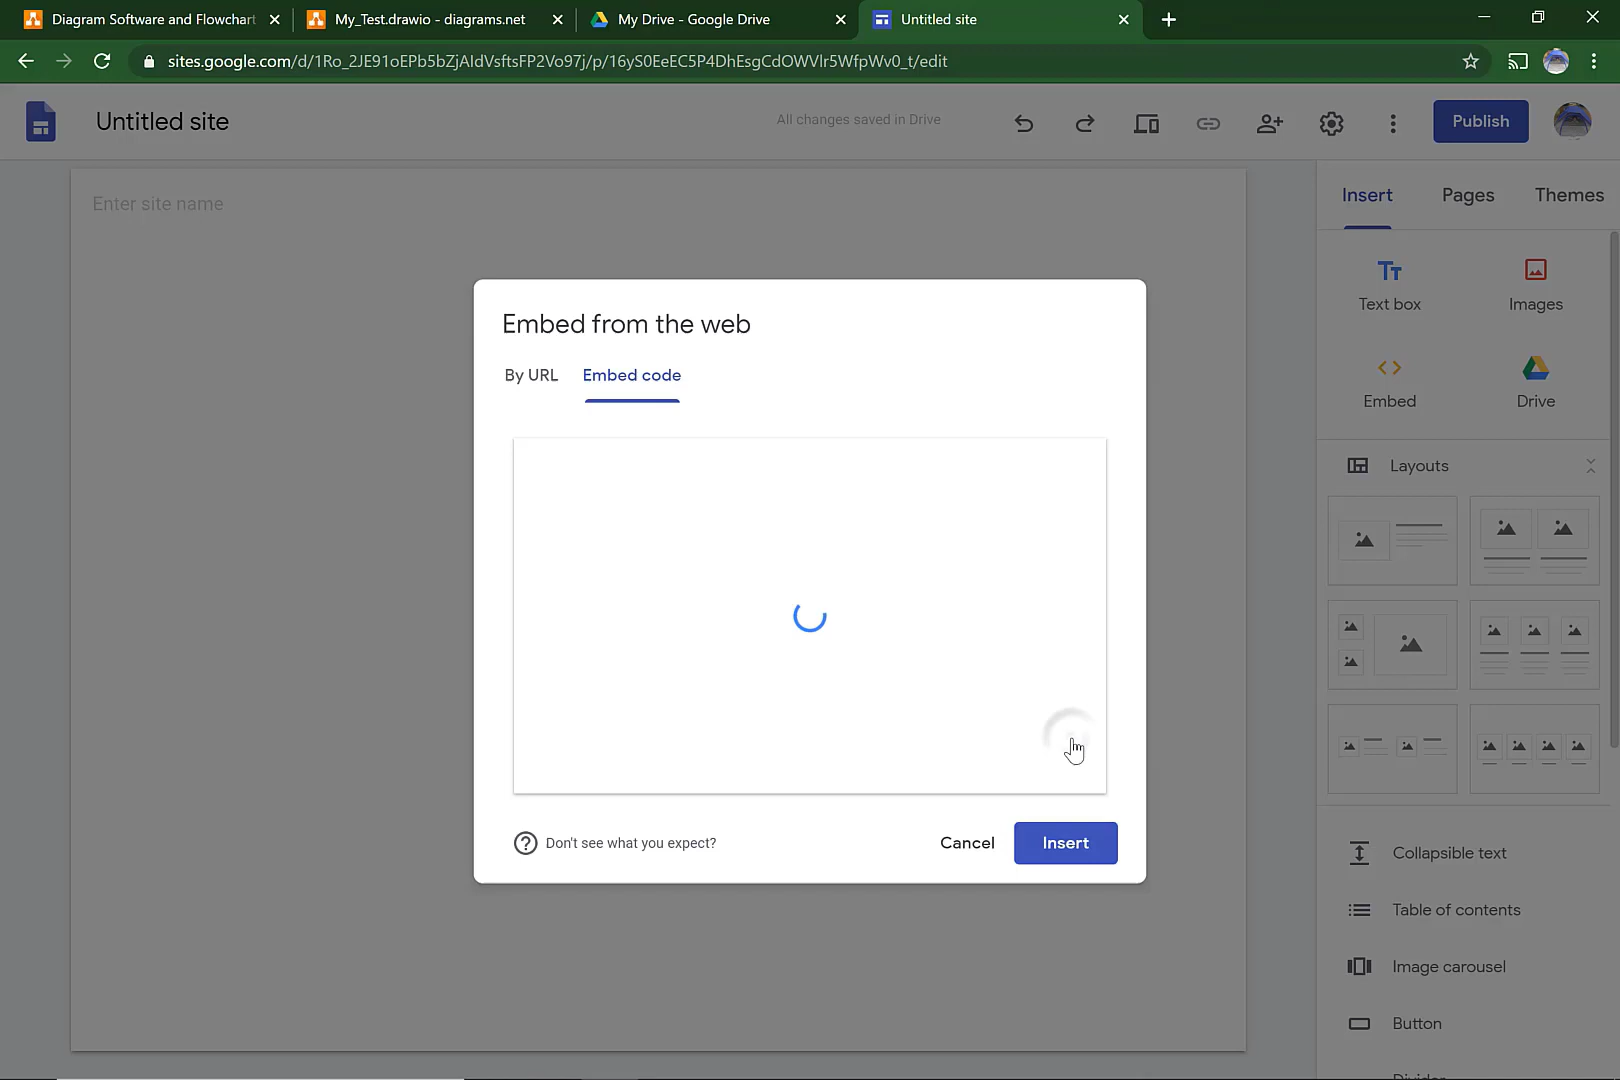 Diagram Software and Flowchart
My_Test.drawio - diagrams.net
My Drive - Google Drive
Untitled site
sites.google.com/d/1Ro_2JE91oEPb5bZjAIdVsftsFP2Vo97j/p/16yS0EeEC5P4DhEsgCdOWVlr5WfpWv0_t/edit
Untitled site
All changes saved in Drive
Publish
Enter site name
Insert
Pages
Themes
Text box
Images
Embed
Drive
Layouts
Embed from the web
By URL
Embed code
Don't see what you expect?
Cancel
Insert
Collapsible text
Table of contents
Image carousel
Button
Divider